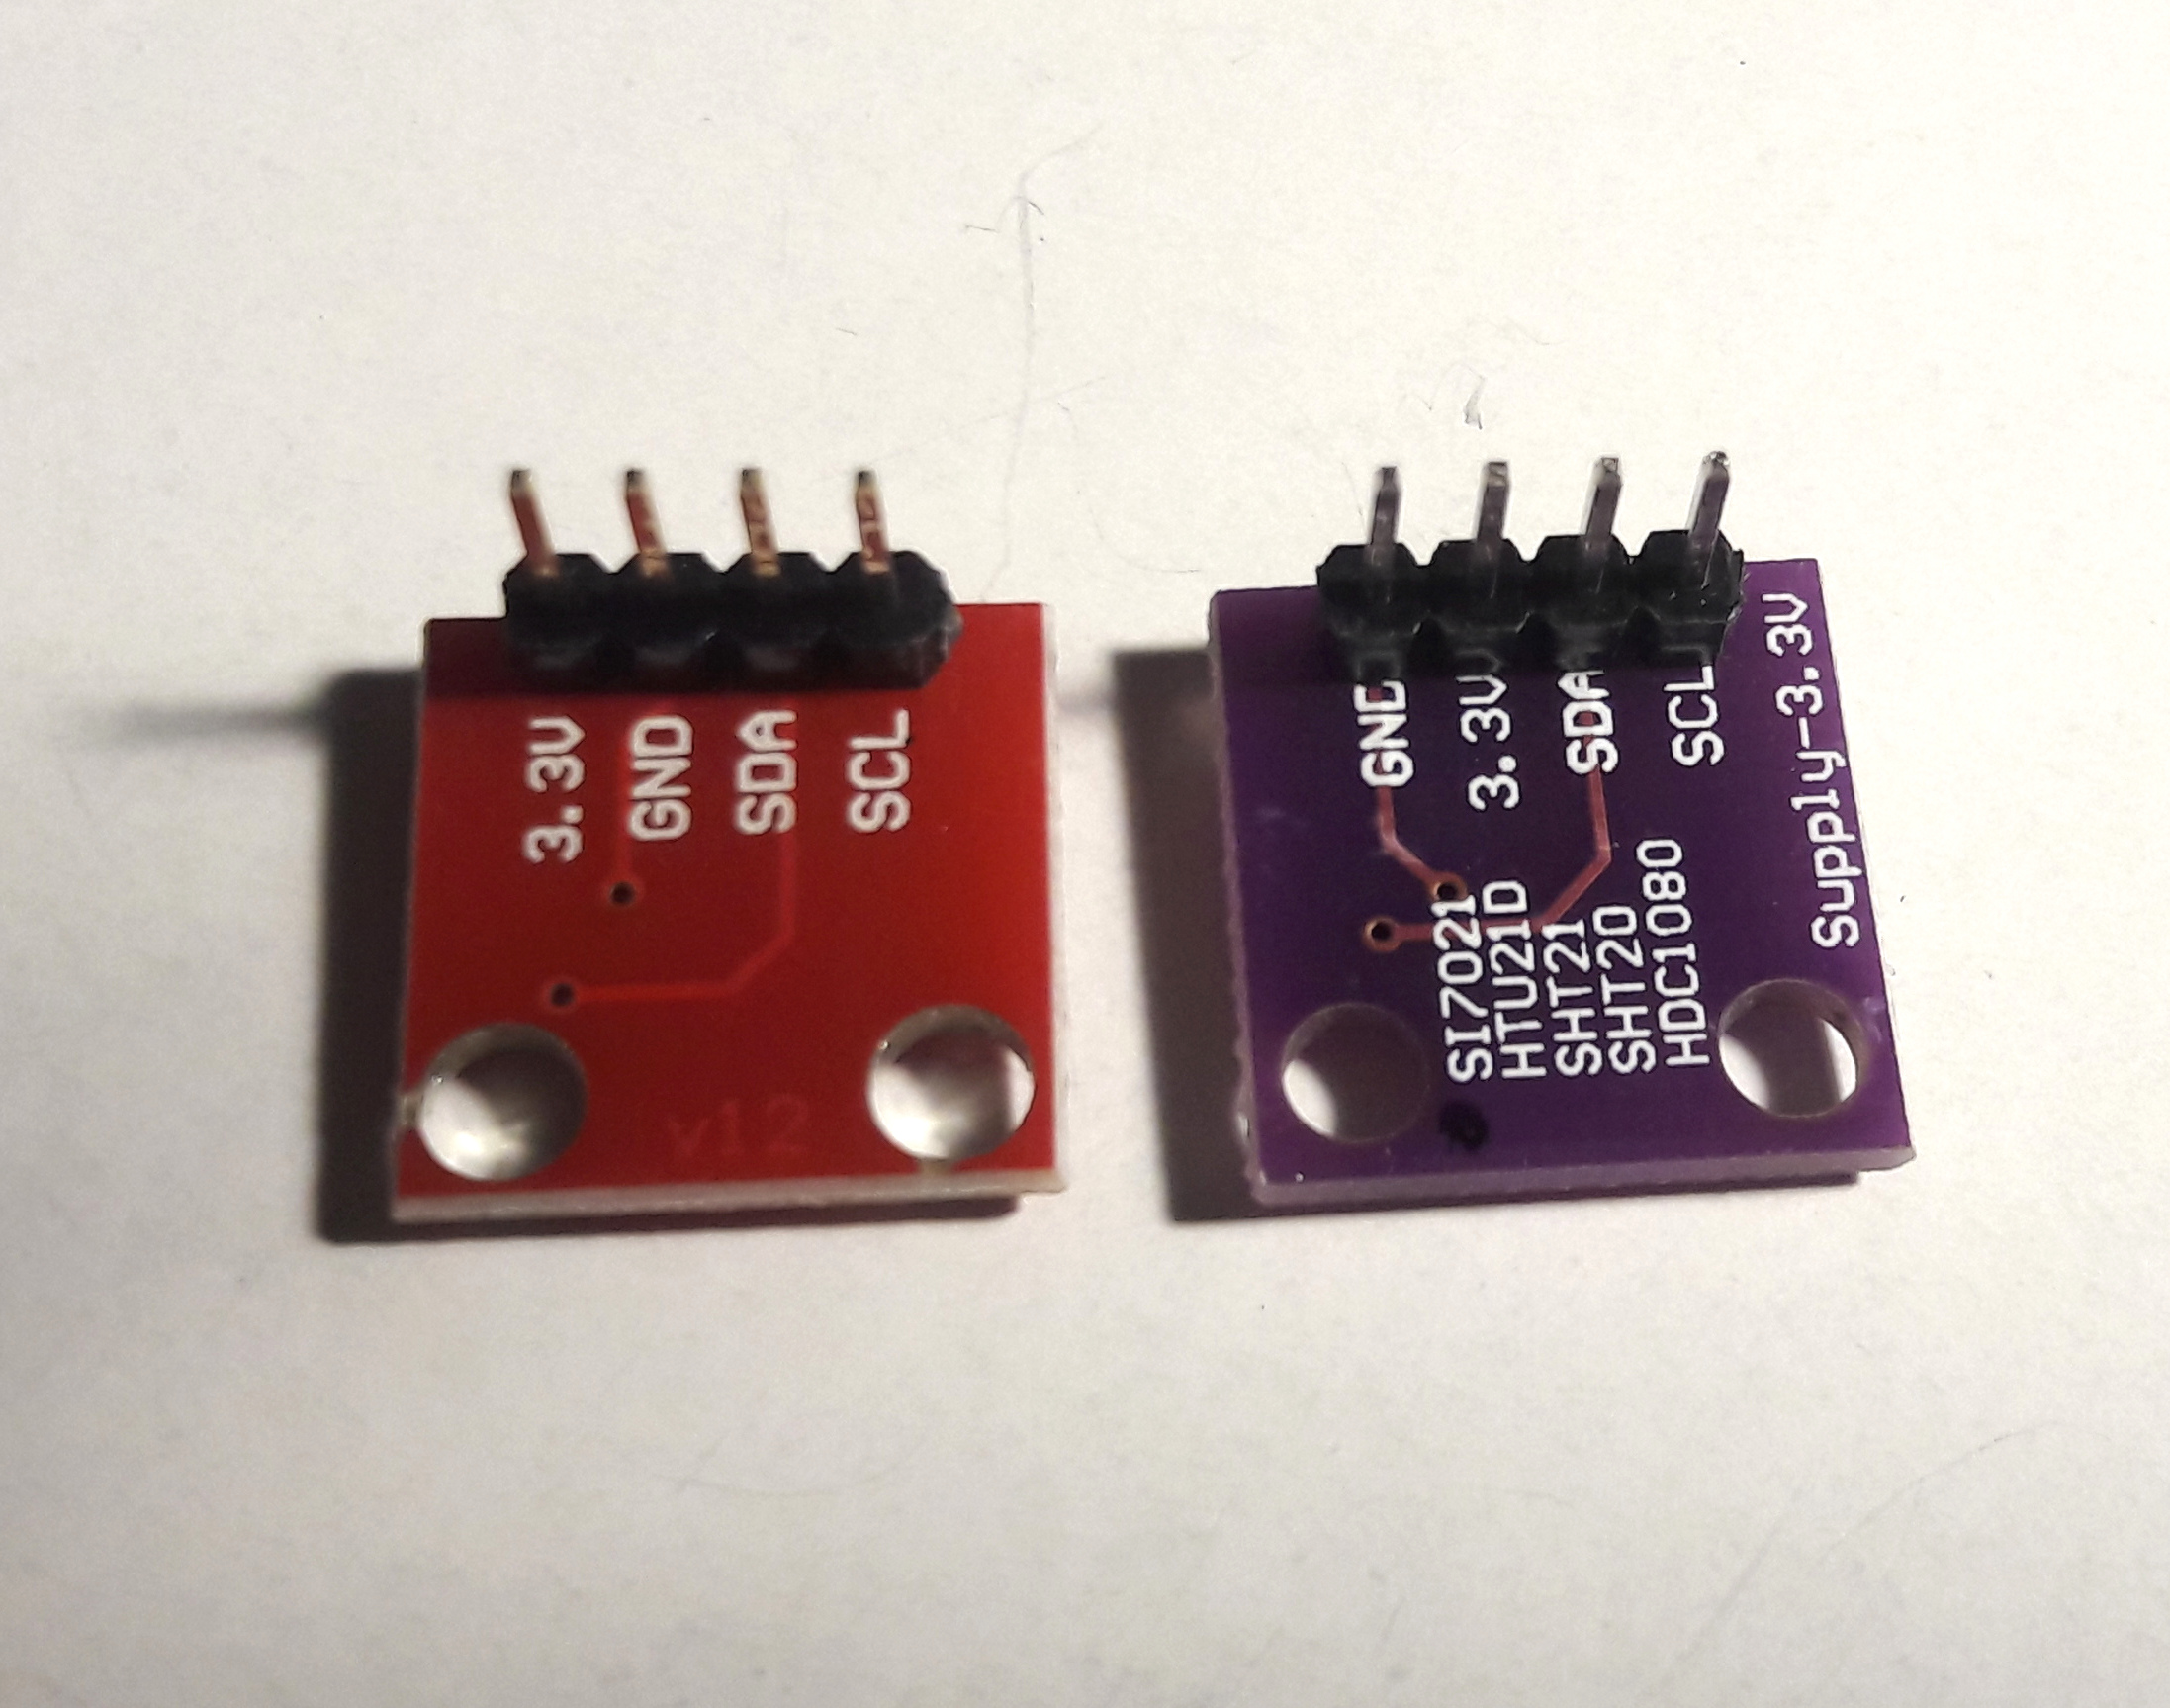 3.3V
GND
SDA
SCL
v12
GND
3.3V
SDA
SCL
SI7021
HTU21D
SHT21
SHT20
HDC1080
Supply-3.3V